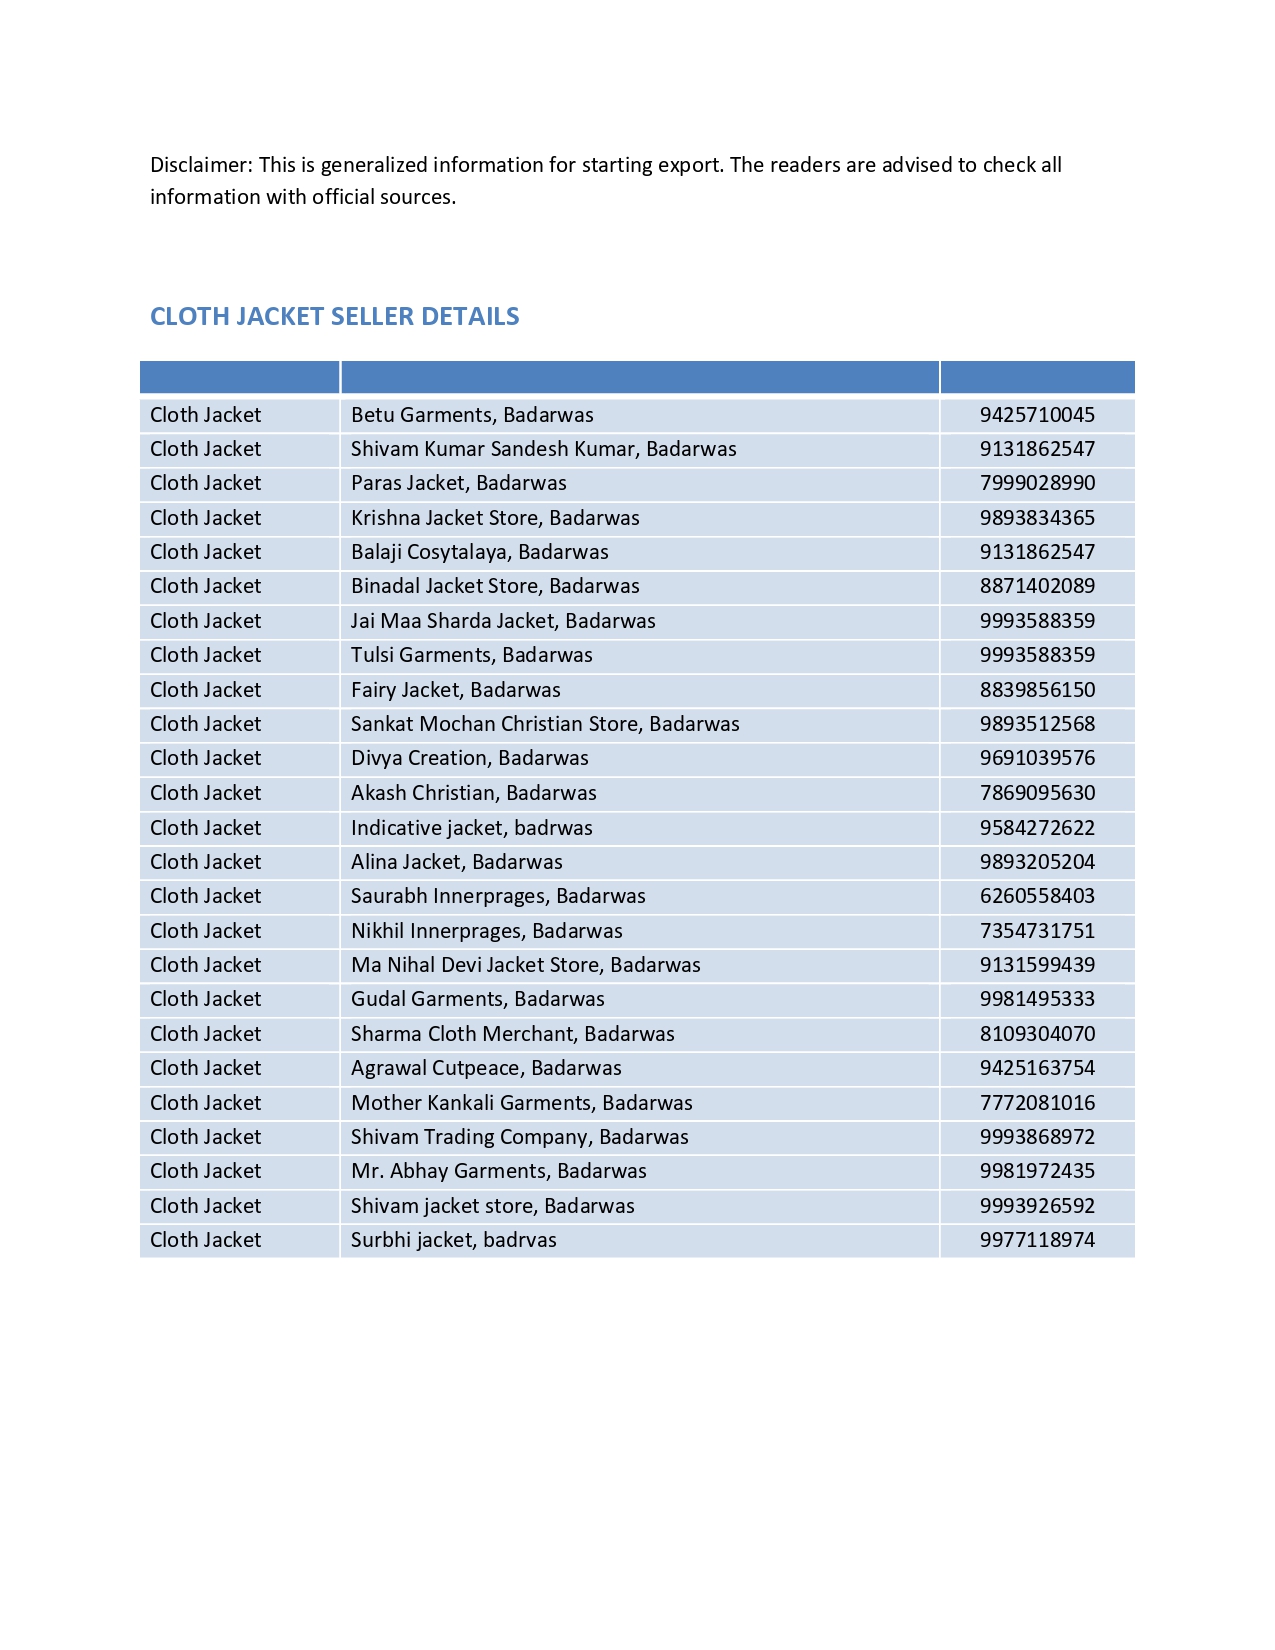 Disclaimer: This is generalized information for starting export. The readers are advised to check all
information with official sources.
CLOTH JACKET SELLER DETAILS
Cloth Jacket Betu Garments, Badarwas 9425710045
Cloth Jacket Shivam Kumar Sandesh Kumar, Badarwas 9131862547
Cloth Jacket Paras Jacket, Badarwas 7999028990
Cloth Jacket Krishna Jacket Store, Badarwas 9893834365
Cloth Jacket Balaji Cosytalaya, Badarwas 9131862547
Cloth Jacket Binadal Jacket Store, Badarwas 8871402089
Cloth Jacket Jai Maa Sharda Jacket, Badarwas 9993588359
Cloth Jacket Tulsi Garments, Badarwas 9993588359
Cloth Jacket Fairy Jacket, Badarwas 8839856150
Cloth Jacket Sankat Mochan Christian Store, Badarwas 9893512568
Cloth Jacket Divya Creation, Badarwas 9691039576
Cloth Jacket Akash Christian, Badarwas 7869095630
Cloth Jacket Indicative jacket, badrwas 9584272622
Cloth Jacket Alina Jacket, Badarwas 9893205204
Cloth Jacket Saurabh Innerprages, Badarwas 6260558403
Cloth Jacket Nikhil Innerprages, Badarwas 7354731751
Cloth Jacket Ma Nihal Devi Jacket Store, Badarwas 9131599439
Cloth Jacket Gudal Garments, Badarwas 9981495333
Cloth Jacket Sharma Cloth Merchant, Badarwas 8109304070
Cloth Jacket Agrawal Cutpeace, Badarwas 9425163754
Cloth Jacket Mother Kankali Garments, Badarwas 7772081016
Cloth Jacket Shivam Trading Company, Badarwas 9993868972
Cloth Jacket Mr. Abhay Garments, Badarwas 9981972435
Cloth Jacket Shivam jacket store, Badarwas 9993926592
Cloth Jacket Surbhi jacket, badrvas 9977118974